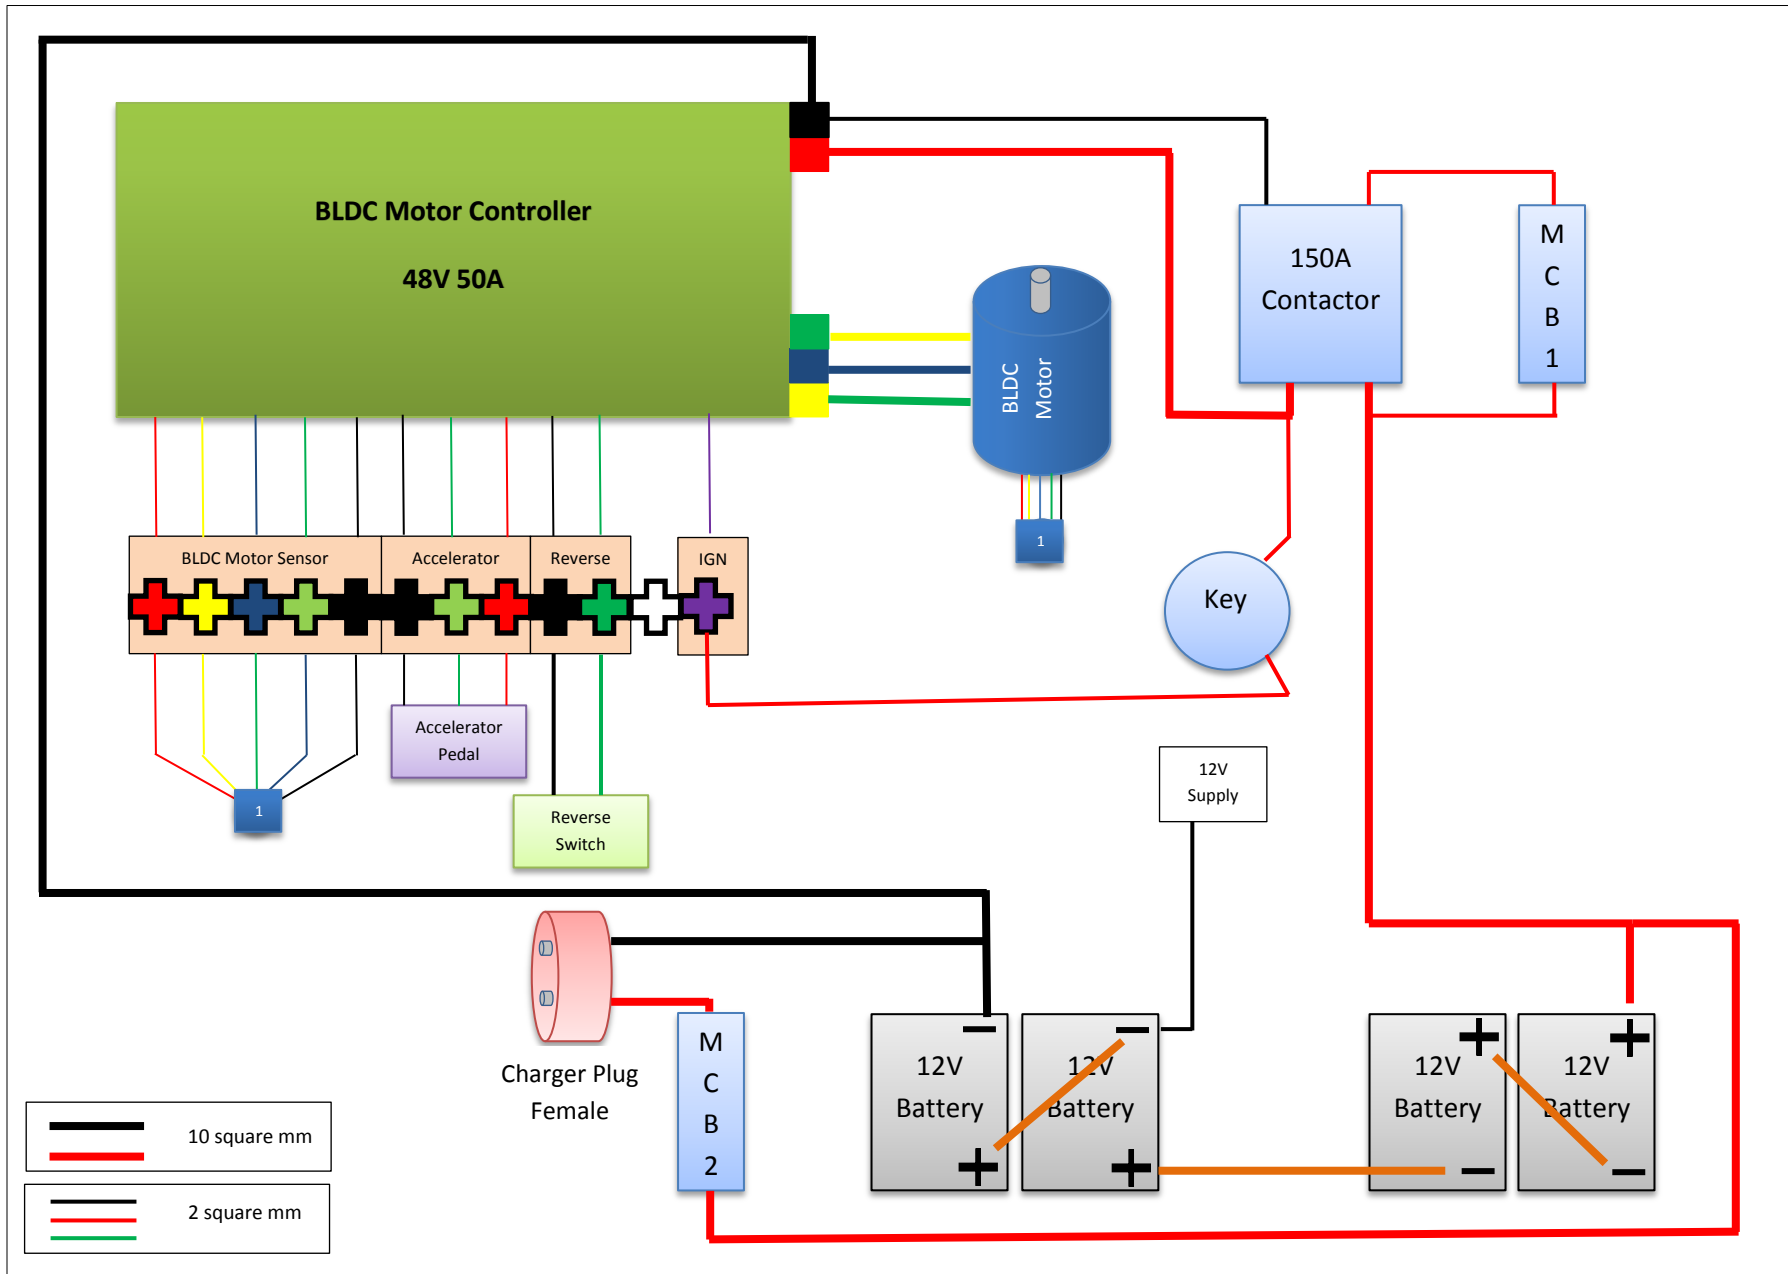 BLDC Motor Controller
48V 50A
150A
Contactor
M
C
B
1
BLDC
Motor
1
BLDC Motor Sensor
Accelerator
Reverse
IGN
Key
Accelerator
Pedal
1
Reverse
Switch
12V
Supply
Charger Plug
Female
M
C
B
2
12V
Battery
12V
Battery
12V
Battery
12V
Battery
10 square mm
2 square mm